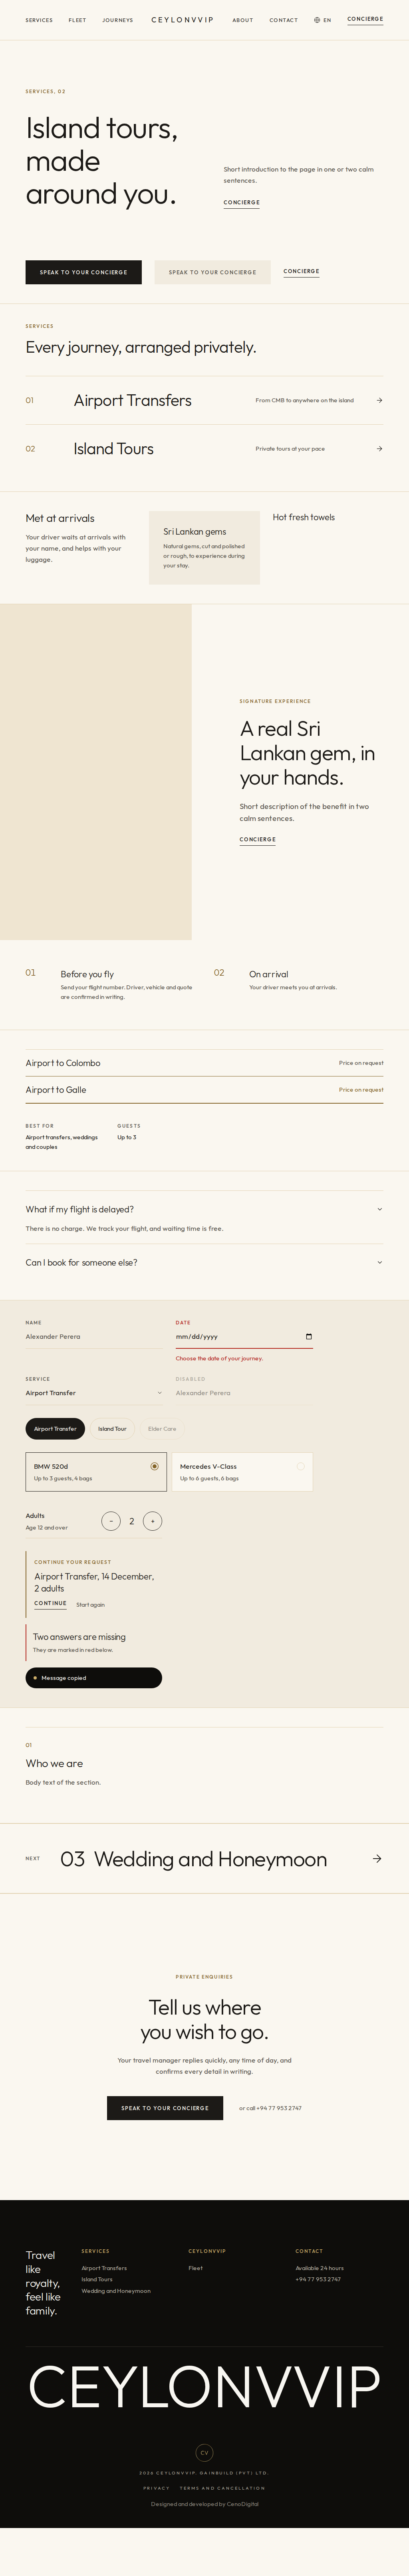 SERVICES FLEET JOURNEYS CEYLONVVIP ABOUT CONTACT EN CONCIERGE
SERVICES, 02
Island tours,
made
around you.
Short introduction to the page in one or two calm
sentences.
CONCIERGE
SPEAK TO YOUR CONCIERGE SPEAK TO YOUR CONCIERGE CONCIERGE
SERVICES
Every journey, arranged privately.
01 Airport Transfers From CMB to anywhere on the island
02 Island Tours Private tours at your pace
Met at arrivals
Your driver waits at arrivals with
your name, and helps with your
luggage.
Sri Lankan gems
Natural gems, cut and polished
or rough, to experience during
your stay.
Hot fresh towels
SIGNATURE EXPERIENCE
A real Sri
Lankan gem, in
your hands.
Short description of the benefit in two
calm sentences.
CONCIERGE
01 Before you fly
Send your flight number. Driver, vehicle and quote
are confirmed in writing.
02 On arrival
Your driver meets you at arrivals.
Airport to Colombo Price on request
Airport to Galle Price on request
BEST FOR
Airport transfers, weddings
and couples
GUESTS
Up to 3
What if my flight is delayed?
There is no charge. We track your flight, and waiting time is free.
Can I book for someone else?
NAME
Alexander Perera
DATE
mm/dd/yyyy
Choose the date of your journey.
SERVICE
Airport Transfer
DISABLED
Alexander Perera
Airport Transfer Island Tour Elder Care
BMW 520d
Up to 3 guests, 4 bags
Mercedes V-Class
Up to 6 guests, 6 bags
Adults
Age 12 and over
− 2 +
CONTINUE YOUR REQUEST
Airport Transfer, 14 December,
2 adults
CONTINUE Start again
Two answers are missing
They are marked in red below.
Message copied
01
Who we are
Body text of the section.
NEXT 03 Wedding and Honeymoon
PRIVATE ENQUIRIES
Tell us where
you wish to go.
Your travel manager replies quickly, any time of day, and
confirms every detail in writing.
SPEAK TO YOUR CONCIERGE or call +94 77 953 2747
Travel
like
royalty,
feel like
family.
SERVICES
Airport Transfers
Island Tours
Wedding and Honeymoon
CEYLONVVIP
Fleet
CONTACT
Available 24 hours
+94 77 953 2747
CEYLONVVIP
CV
2026 CEYLONVVIP. GAINBUILD (PVT) LTD.
PRIVACY TERMS AND CANCELLATION
Designed and developed by CenoDigital